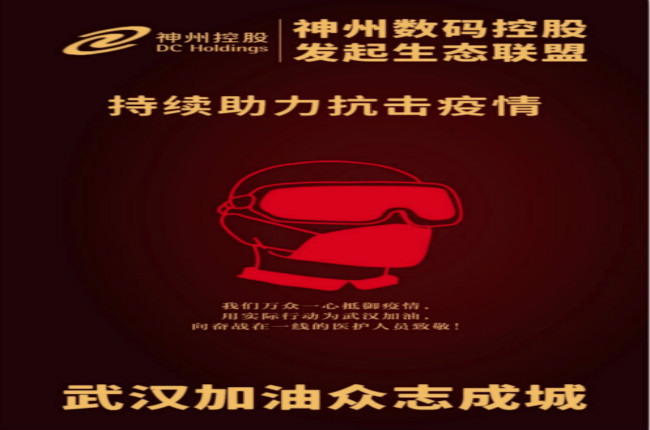 神州控股
DC Holdings
神州数码控股
发起生态联盟
持续助力抗击疫情
我们万众一心抵御疫情，
用实际行动为武汉加油，
向奋战在一线的医护人员致敬！
武汉加油众志成城